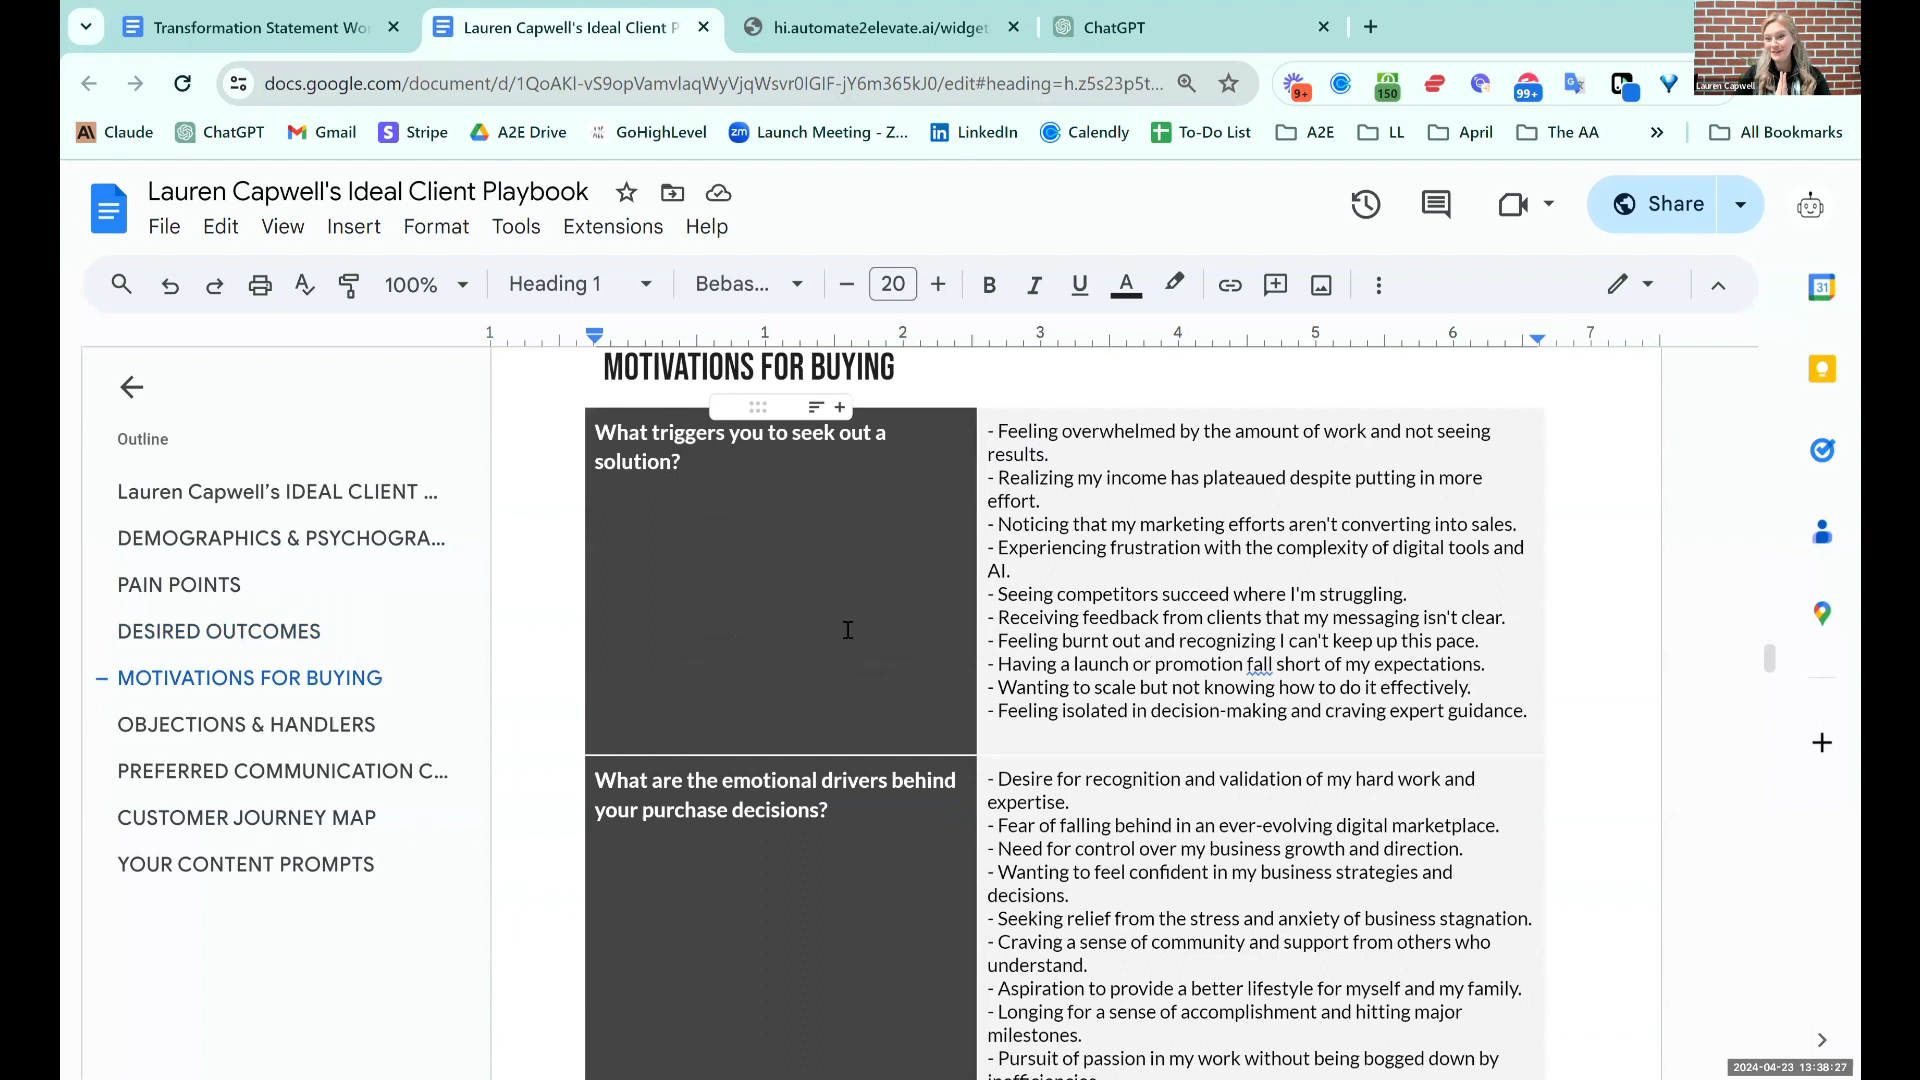 Transformation Statement Wo
Lauren Capwell's Ideal Client P
hi.automate2elevate.ai/widget
ChatGPT
docs.google.com/document/d/1QoAKI-vS9opVamvlaqWyVjqWsvr0IGIF-jY6m365kJ0/edit#heading=h.z5s23p5t...
9+
150
99+
Lauren Capwell
Claude
ChatGPT
Gmail
Stripe
A2E Drive
GoHighLevel
zm
Launch Meeting - Z...
LinkedIn
Calendly
To-Do List
A2E
LL
April
The AA
All Bookmarks
Lauren Capwell's Ideal Client Playbook
File Edit View Insert Format Tools Extensions Help
Share
100%
Heading 1
Bebas...
20
B I U A
31
1 1 2 3 4 5 6 7
Outline
Lauren Capwell's IDEAL CLIENT ...
DEMOGRAPHICS & PSYCHOGRA...
PAIN POINTS
DESIRED OUTCOMES
MOTIVATIONS FOR BUYING
OBJECTIONS & HANDLERS
PREFERRED COMMUNICATION C...
CUSTOMER JOURNEY MAP
YOUR CONTENT PROMPTS
MOTIVATIONS FOR BUYING
What triggers you to seek out a
solution?
- Feeling overwhelmed by the amount of work and not seeing
results.
- Realizing my income has plateaued despite putting in more
effort.
- Noticing that my marketing efforts aren't converting into sales.
- Experiencing frustration with the complexity of digital tools and
AI.
- Seeing competitors succeed where I'm struggling.
- Receiving feedback from clients that my messaging isn't clear.
- Feeling burnt out and recognizing I can't keep up this pace.
- Having a launch or promotion fall short of my expectations.
- Wanting to scale but not knowing how to do it effectively.
- Feeling isolated in decision-making and craving expert guidance.
What are the emotional drivers behind
your purchase decisions?
- Desire for recognition and validation of my hard work and
expertise.
- Fear of falling behind in an ever-evolving digital marketplace.
- Need for control over my business growth and direction.
- Wanting to feel confident in my business strategies and
decisions.
- Seeking relief from the stress and anxiety of business stagnation.
- Craving a sense of community and support from others who
understand.
- Aspiration to provide a better lifestyle for myself and my family.
- Longing for a sense of accomplishment and hitting major
milestones.
- Pursuit of passion in my work without being bogged down by
2024-04-23 13:38:27